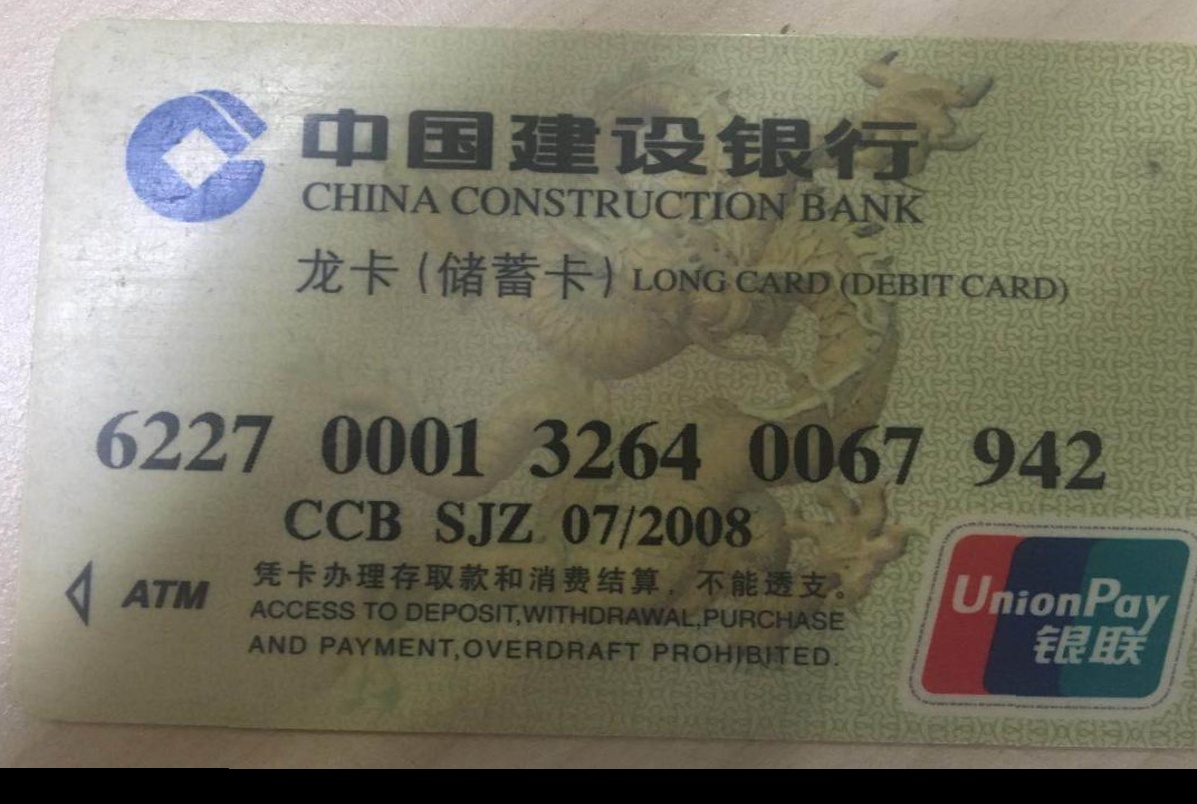 中国建设银行
CHINA CONSTRUCTION BANK
龙卡(储蓄卡) LONG CARD (DEBIT CARD)
6227 0001 3264 0067 942
CCB SJZ 07/2008
ATM
凭卡办理存取款和消费结算，不能透支。
ACCESS TO DEPOSIT,WITHDRAWAL,PURCHASE
AND PAYMENT,OVERDRAFT PROHIBITED.
UnionPay
银联